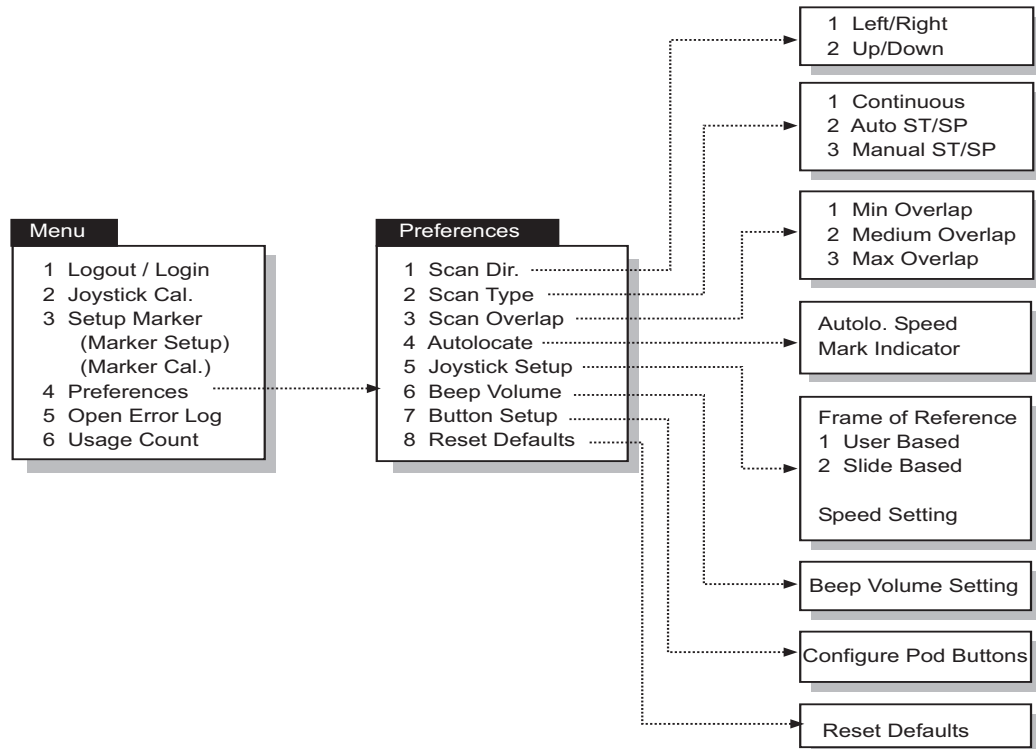 Menu
1 Logout / Login
2 Joystick Cal.
3 Setup Marker
(Marker Setup)
(Marker Cal.)
4 Preferences
5 Open Error Log
6 Usage Count
Preferences
1 Scan Dir.
2 Scan Type
3 Scan Overlap
4 Autolocate
5 Joystick Setup
6 Beep Volume
7 Button Setup
8 Reset Defaults
1 Left/Right
2 Up/Down
1 Continuous
2 Auto ST/SP
3 Manual ST/SP
1 Min Overlap
2 Medium Overlap
3 Max Overlap
Autolo. Speed
Mark Indicator
Frame of Reference
1 User Based
2 Slide Based
Speed Setting
Beep Volume Setting
Configure Pod Buttons
Reset Defaults